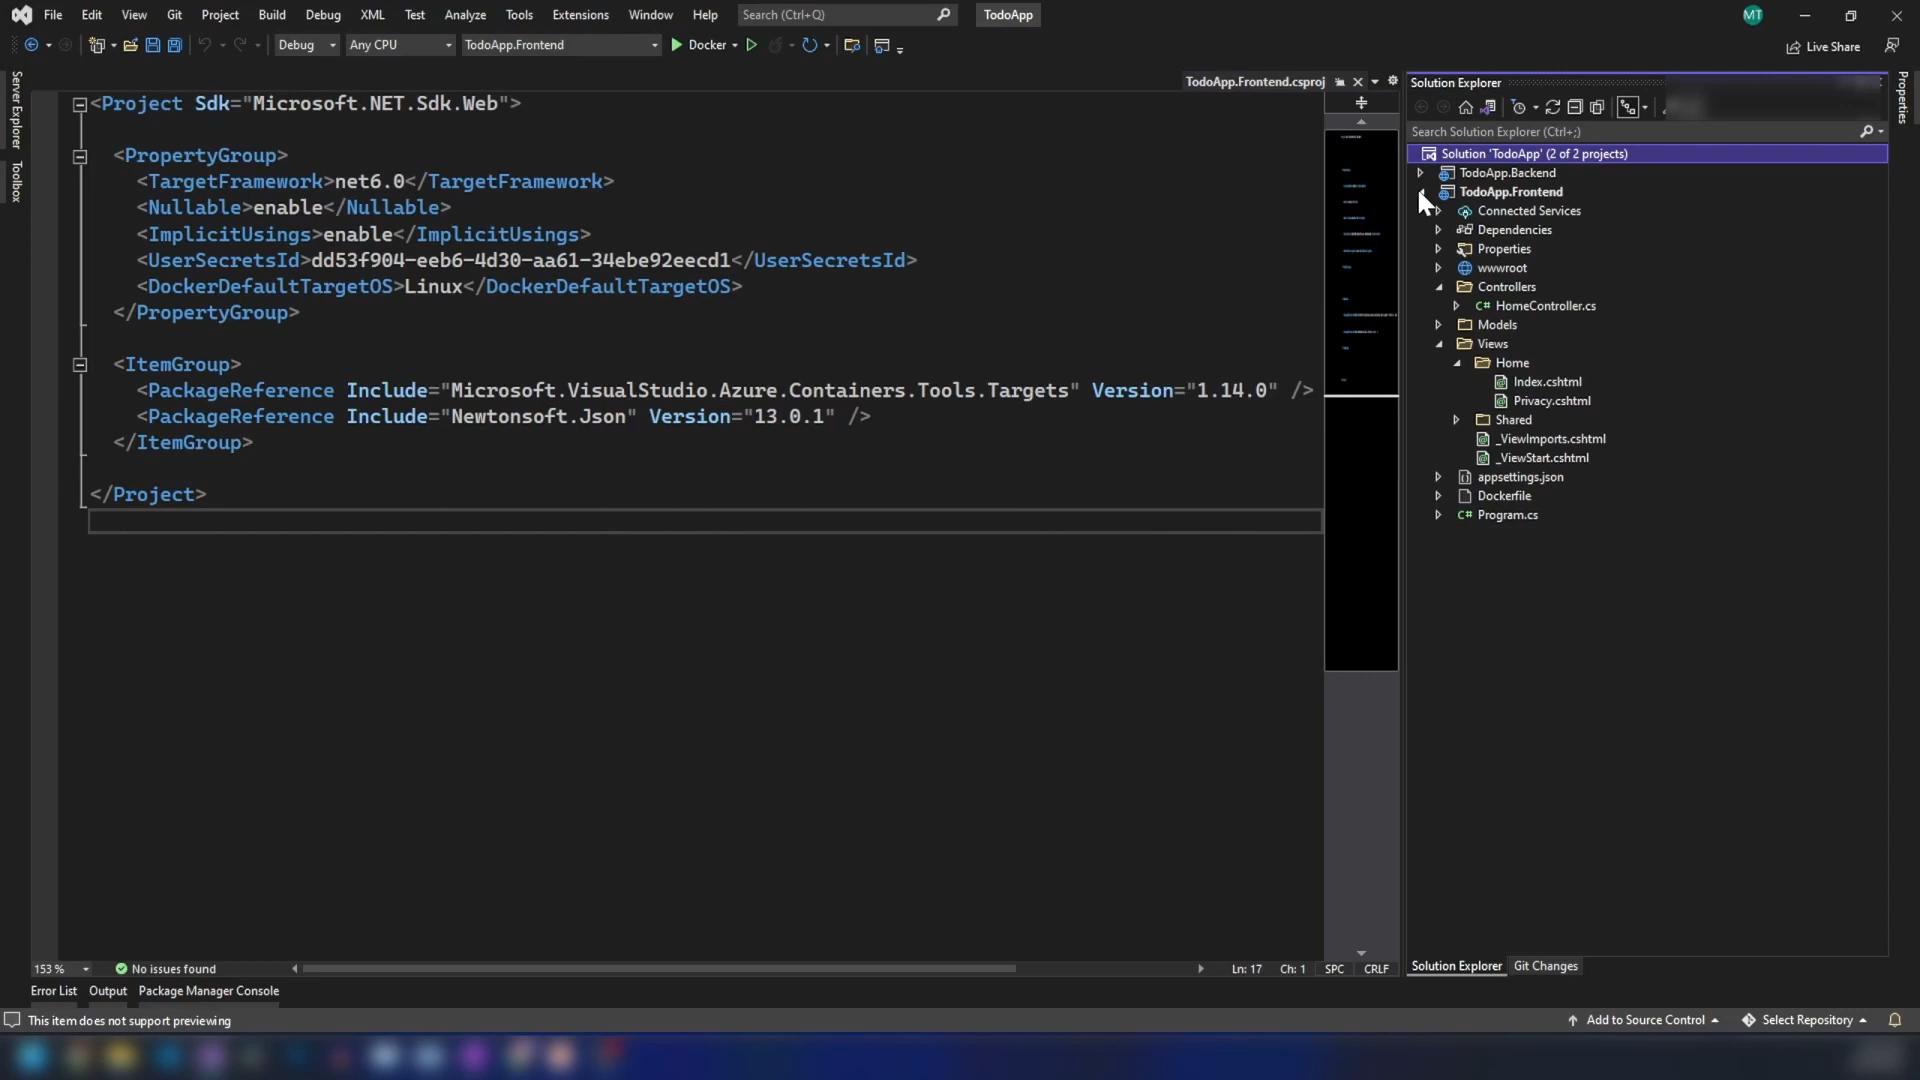 File Edit View Git Project Build Debug XML Test Analyze Tools Extensions Window Help Search (Ctrl+Q) TodoApp MT
Debug Any CPU TodoApp.Frontend Docker Live Share
Server Explorer
Toolbox
TodoApp.Frontend.csproj
<Project Sdk="Microsoft.NET.Sdk.Web">
<PropertyGroup>
<TargetFramework>net6.0</TargetFramework>
<Nullable>enable</Nullable>
<ImplicitUsings>enable</ImplicitUsings>
<UserSecretsId>dd53f904-eeb6-4d30-aa61-34ebe92eecd1</UserSecretsId>
<DockerDefaultTargetOS>Linux</DockerDefaultTargetOS>
</PropertyGroup>
<ItemGroup>
<PackageReference Include="Microsoft.VisualStudio.Azure.Containers.Tools.Targets" Version="1.14.0" />
<PackageReference Include="Newtonsoft.Json" Version="13.0.1" />
</ItemGroup>
</Project>
153 % No issues found Ln: 17 Ch: 1 SPC CRLF
Solution Explorer
Search Solution Explorer (Ctrl+;)
Solution 'TodoApp' (2 of 2 projects)
TodoApp.Backend
TodoApp.Frontend
Connected Services
Dependencies
Properties
wwwroot
Controllers
C# HomeController.cs
Models
Views
Home
Index.cshtml
Privacy.cshtml
Shared
_ViewImports.cshtml
_ViewStart.cshtml
appsettings.json
Dockerfile
C# Program.cs
Solution Explorer Git Changes
Properties
Error List Output Package Manager Console
This item does not support previewing Add to Source Control Select Repository